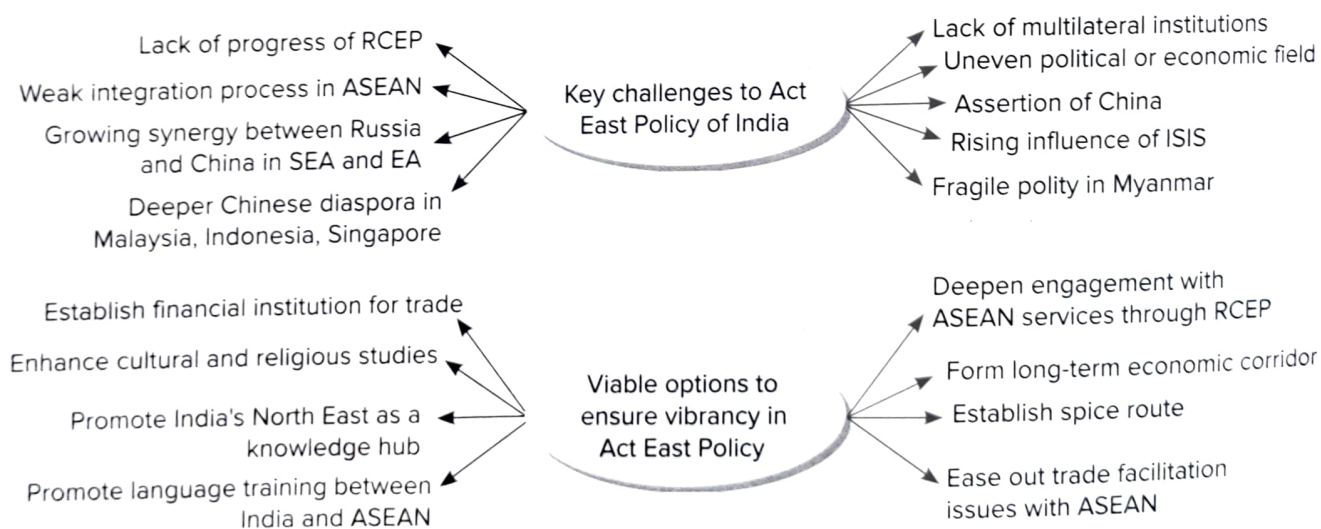 Key challenges to Act
East Policy of India
Lack of progress of RCEP
Weak integration process in ASEAN
Growing synergy between Russia
and China in SEA and EA
Deeper Chinese diaspora in
Malaysia, Indonesia, Singapore
Lack of multilateral institutions
Uneven political or economic field
Assertion of China
Rising influence of ISIS
Fragile polity in Myanmar
Viable options to
ensure vibrancy in
Act East Policy
Establish financial institution for trade
Enhance cultural and religious studies
Promote India's North East as a
knowledge hub
Promote language training between
India and ASEAN
Deepen engagement with
ASEAN services through RCEP
Form long-term economic corridor
Establish spice route
Ease out trade facilitation
issues with ASEAN